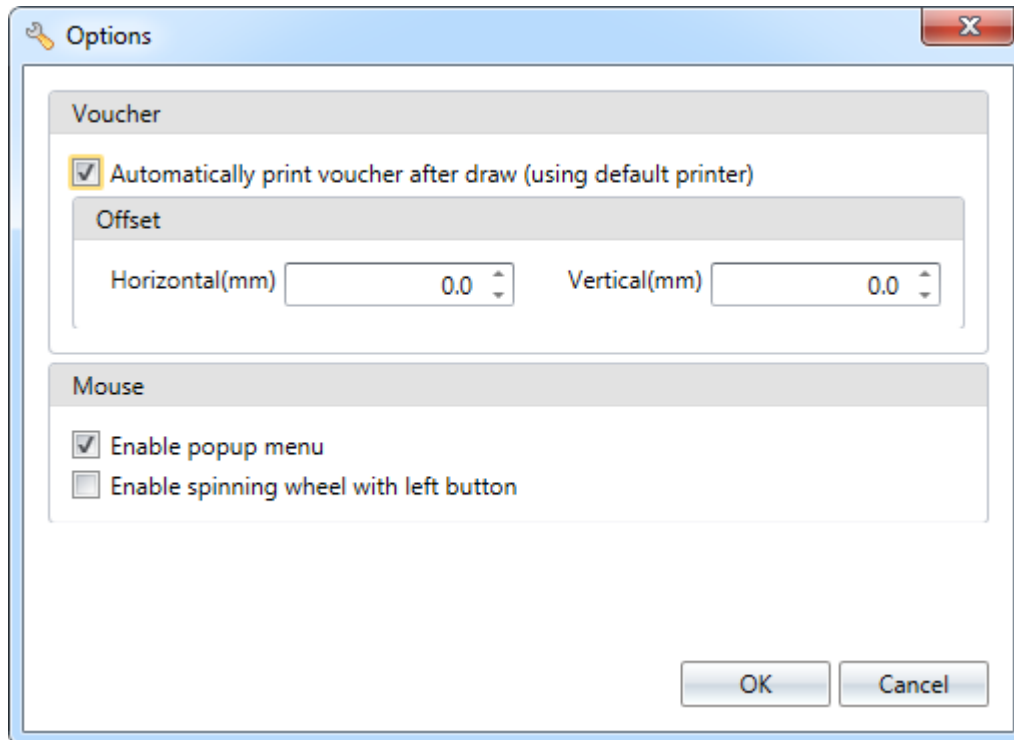 Options
Voucher
Automatically print voucher after draw (using default printer)
Offset
Horizontal(mm) 0.0 Vertical(mm) 0.0
Mouse
Enable popup menu
Enable spinning wheel with left button
OK Cancel